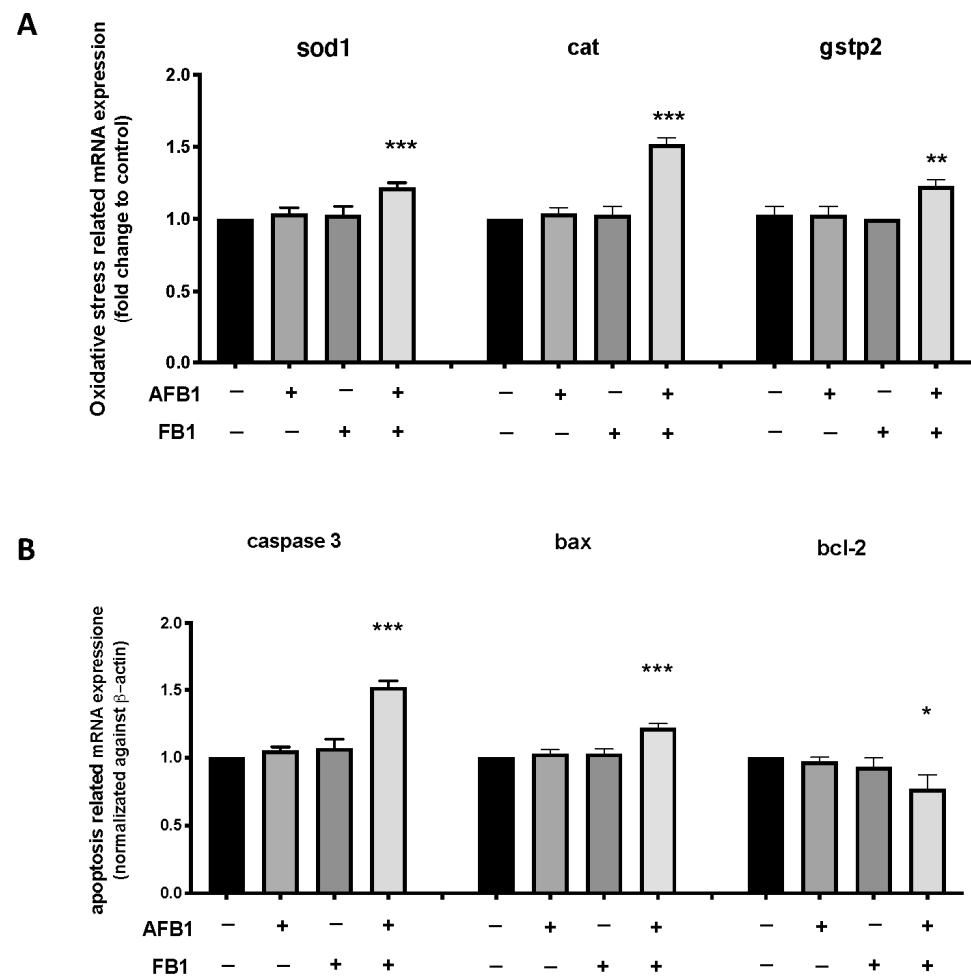 A
sod1 cat gstp2
Oxidative stress related mRNA expression
(fold change to control)
2.0
1.5
1.0
0.5
0.0
*** *** **
AFB1 – + – + – + – + – + – +
FB1 – – + + – – + + – – + +
B
caspase 3 bax bcl-2
apoptosis related mRNA expressione
(normalizated against β–actin)
2.0
1.5
1.0
0.5
0.0
*** *** *
AFB1 – + – + – + – + – + – +
FB1 – – + + – – + + – – + +